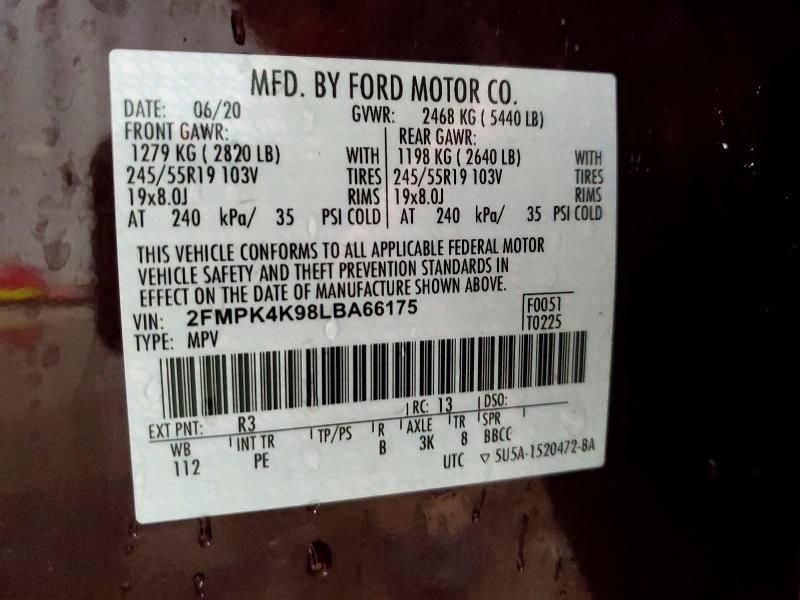 MFD. BY FORD MOTOR CO.
DATE: 06/20 GVWR: 2468 KG ( 5440 LB)
FRONT GAWR: REAR GAWR:
1279 KG ( 2820 LB) WITH 1198 KG ( 2640 LB) WITH
245/55R19 103V TIRES 245/55R19 103V TIRES
19x8.0J RIMS 19x8.0J RIMS
AT 240 kPa/ 35 PSI COLD AT 240 kPa/ 35 PSI COLD
THIS VEHICLE CONFORMS TO ALL APPLICABLE FEDERAL MOTOR
VEHICLE SAFETY AND THEFT PREVENTION STANDARDS IN
EFFECT ON THE DATE OF MANUFACTURE SHOWN ABOVE.
VIN: 2FMPK4K98LBA66175 F0051
TYPE: MPV T0225
EXT PNT: R3 RC: 13 DSO:
WB INT TR TP/PS R AXLE TR SPR
112 PE B 3K 8 BBCC
UTC ▽ 5U5A-1520472-BA